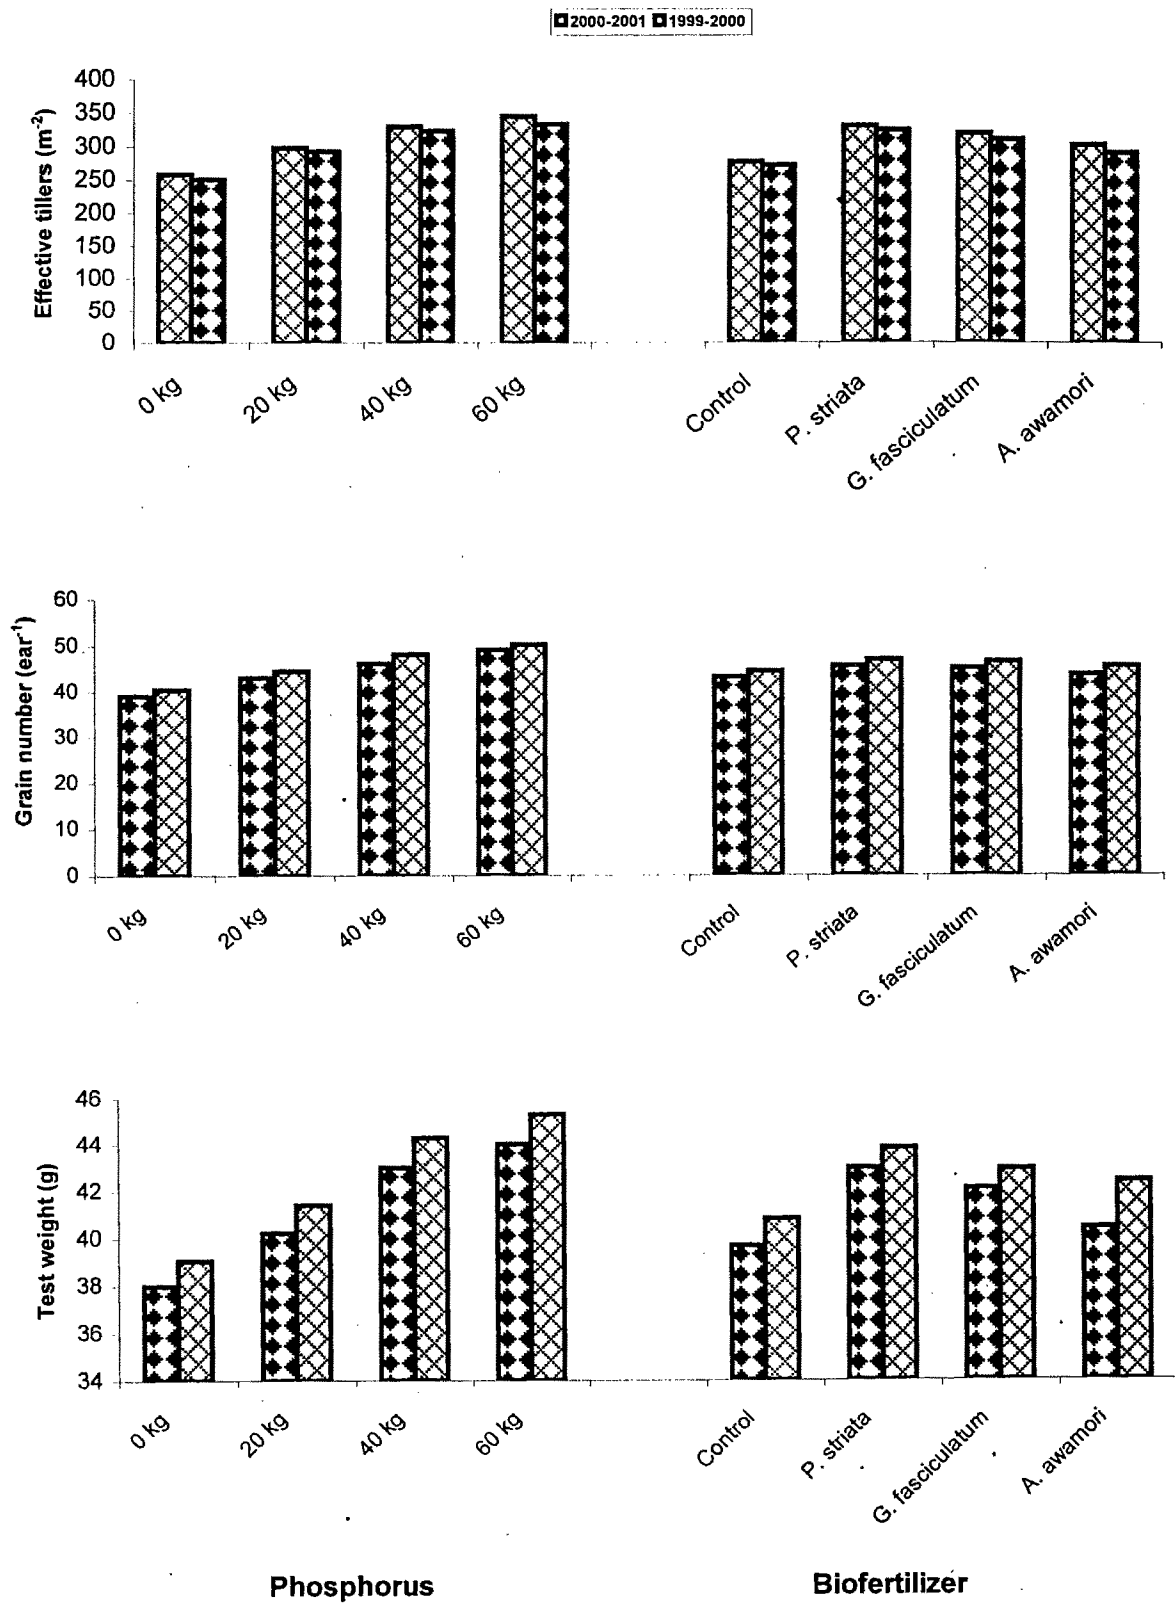 2000-2001 1999-2000
Effective tillers (m-2)
400
350
300
250
200
150
100
50
0
0 kg
20 kg
40 kg
60 kg
Control
P. striata
G. fasciculatum
A. awamori
Grain number (ear-1)
60
50
40
30
20
10
0
0 kg
20 kg
40 kg
60 kg
Control
P. striata
G. fasciculatum
A. awamori
Test weight (g)
46
44
42
40
38
36
34
0 kg
20 kg
40 kg
60 kg
Control
P. striata
G. fasciculatum
A. awamori
Phosphorus
Biofertilizer